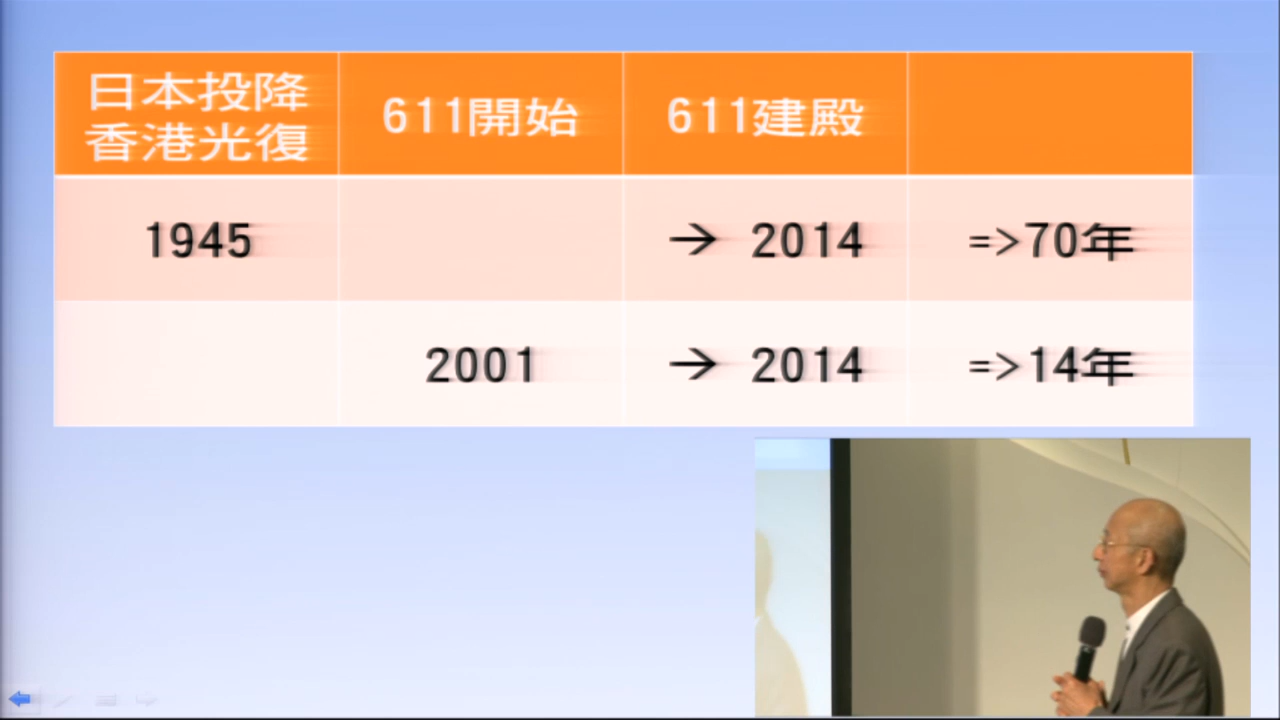 日本投降
香港光復
611開始
611建殿
1945
→ 2014
=>70年
2001
→ 2014
=>14年